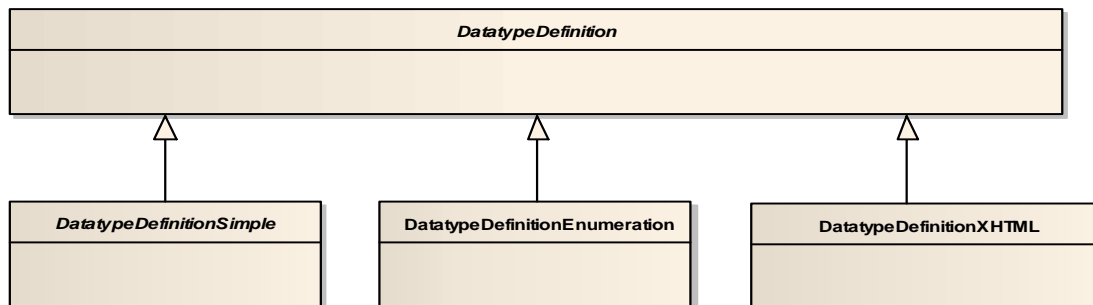 DatatypeDefinition
DatatypeDefinitionSimple
DatatypeDefinitionEnumeration
DatatypeDefinitionXHTML